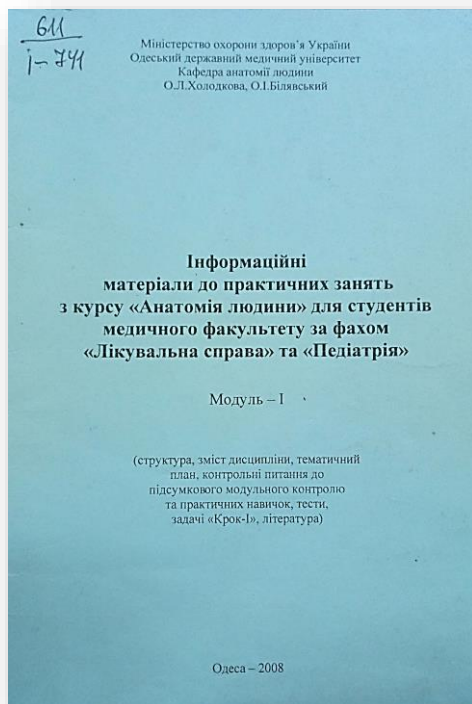 611
і-741
Міністерство охорони здоров'я України
Одеський державний медичний університет
Кафедра анатомії людини
О.Л.Холодкова, О.І.Білявський
Інформаційні
матеріали до практичних занять
з курсу «Анатомія людини» для студентів
медичного факультету за фахом
«Лікувальна справа» та «Педіатрія»
Модуль – І
(структура, зміст дисципліни, тематичний
план, контрольні питання до
підсумкового модульного контролю
та практичних навичок, тести,
задачі «Крок-І», література)
Одеса – 2008